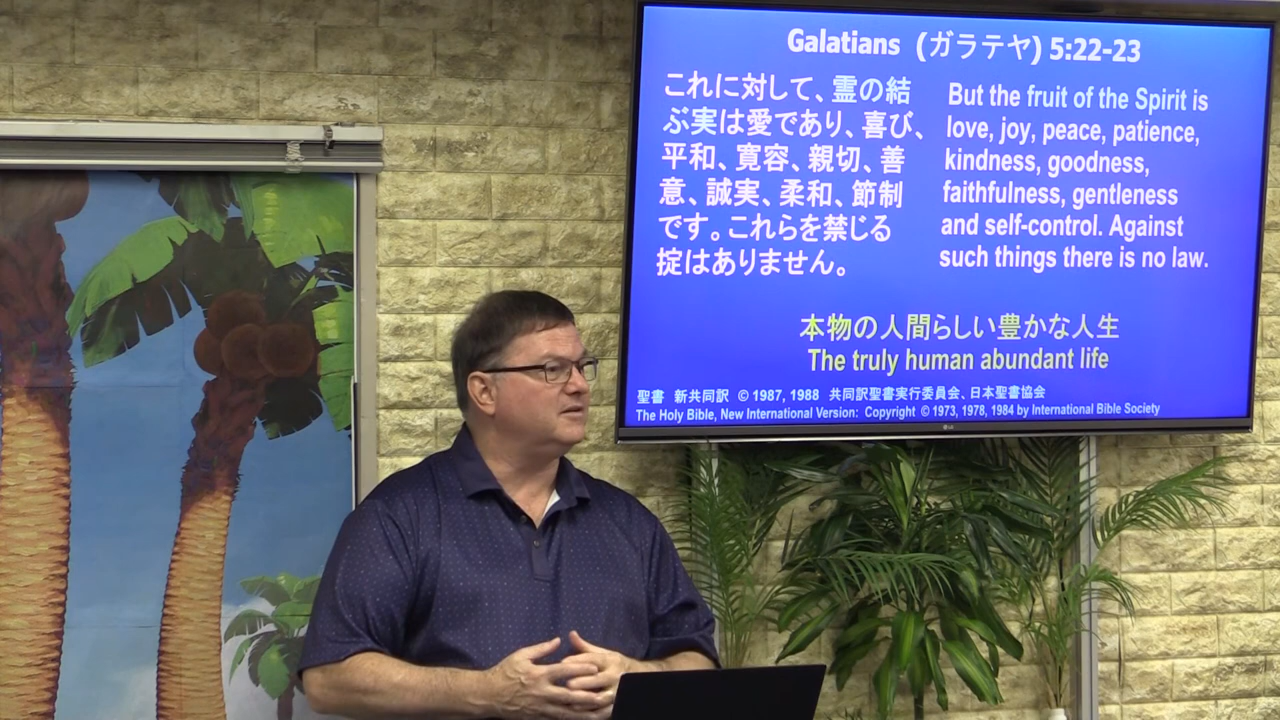 Galatians (ガラテヤ) 5:22-23
これに対して、霊の結
ぶ実は愛であり、喜び、
平和、寛容、親切、善
意、誠実、柔和、節制
です。これらを禁じる
掟はありません。
But the fruit of the Spirit is
love, joy, peace, patience,
kindness, goodness,
faithfulness, gentleness
and self-control. Against
such things there is no law.
本物の人間らしい豊かな人生
The truly human abundant life
聖書 新共同訳 © 1987, 1988 共同訳聖書実行委員会、日本聖書協会
The Holy Bible, New International Version: Copyright © 1973, 1978, 1984 by International Bible Society
LG